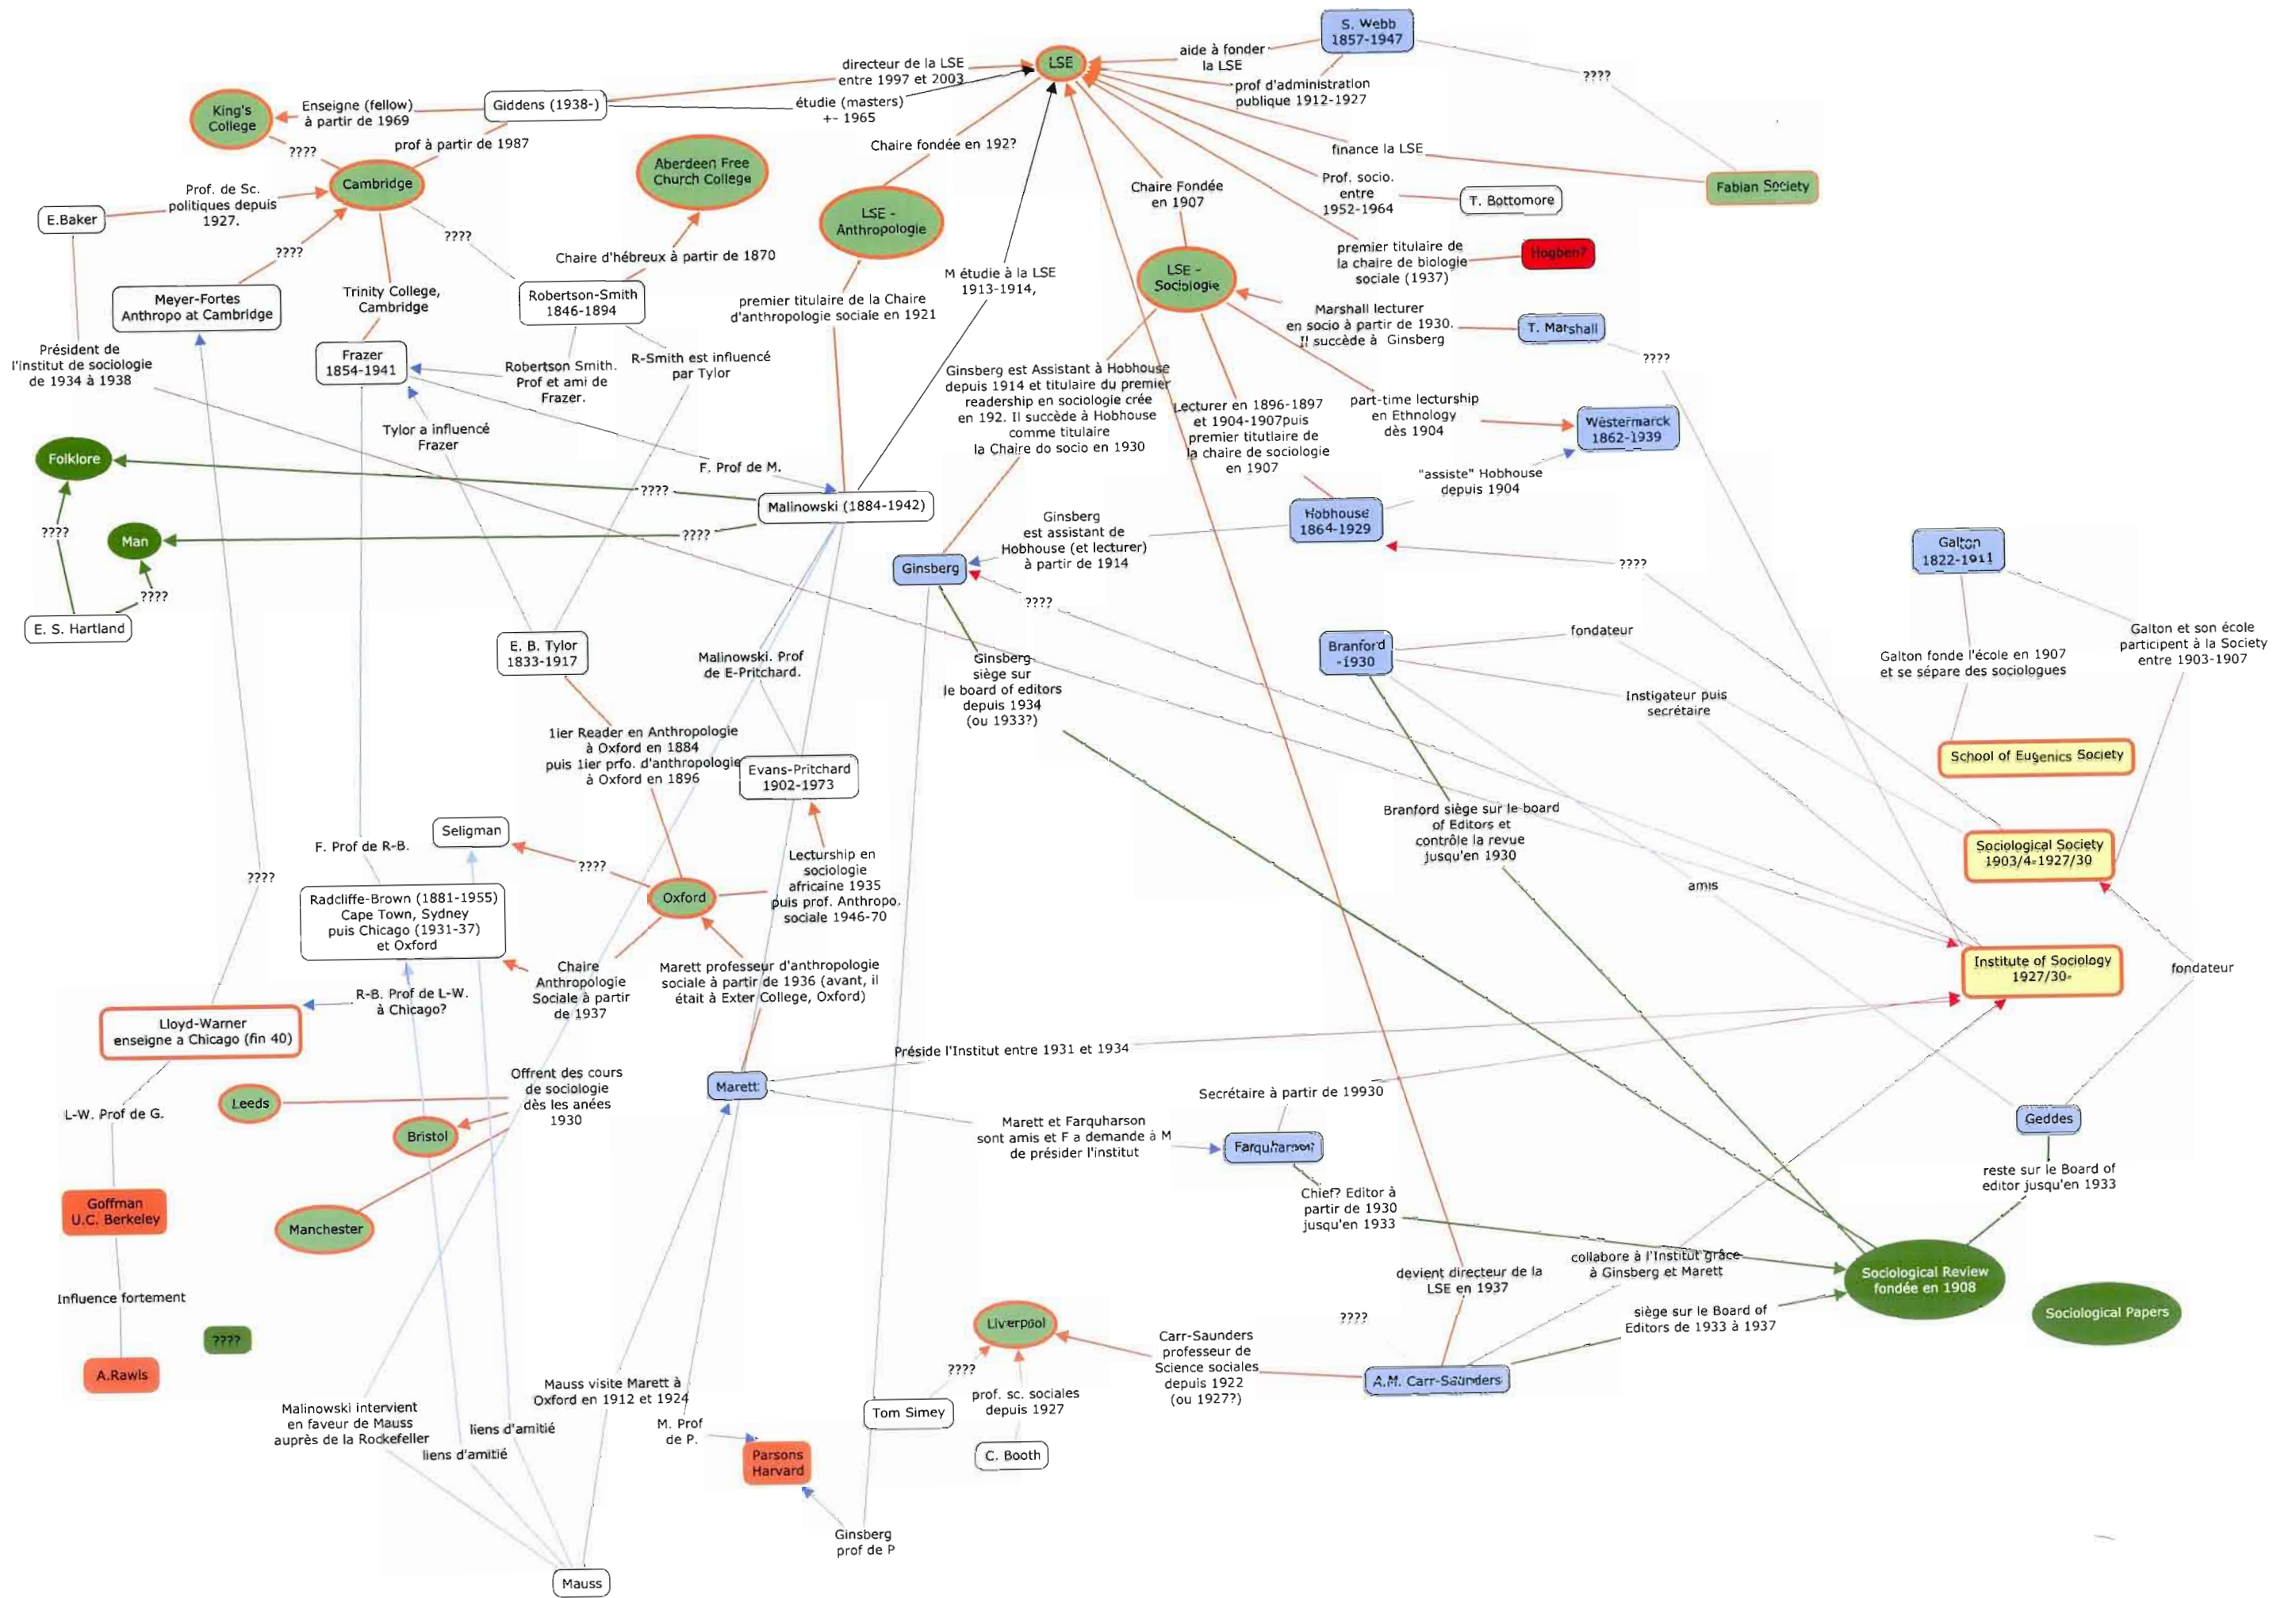 S. Webb
1857-1947
aide à fonder
la LSE
????
LSE
directeur de la LSE
entre 1997 et 2003
prof d'administration
publique 1912-1927
King's
College
Enseigne (fellow)
à partir de 1969
Giddens (1938-)
étudie (masters)
+- 1965
????
prof à partir de 1987
Chaire fondée en 192?
finance la LSE
Fabian Society
Aberdeen Free
Church College
Cambridge
Prof. de Sc.
politiques depuis
1927.
E.Baker
Chaire Fondée
en 1907
Prof. socio.
entre
1952-1964
T. Bottomore
LSE -
Anthropologie
????
????
Chaire d'hébreux à partir de 1870
premier titulaire de
la chaire de biologie
sociale (1937)
Hogben?
M étudie à la LSE
1913-1914,
LSE -
Sociologie
Meyer-Fortes
Anthropo at Cambridge
Trinity College,
Cambridge
Robertson-Smith
1846-1894
premier titulaire de la Chaire
d'anthropologie sociale en 1921
Marshall lecturer
en socio à partir de 1930.
Il succède à Ginsberg
T. Marshall
Président de
l'institut de sociologie
de 1934 à 1938
Frazer
1854-1941
Robertson Smith.
Prof et ami de
Frazer.
R-Smith est influencé
par Tylor
????
Ginsberg est Assistant à Hobhouse
depuis 1914 et titulaire du premier
readership en sociologie crée
en 192. Il succède à Hobhouse
comme titulaire
la Chaire do socio en 1930
Lecturer en 1896-1897
et 1904-1907puis
premier titutlaire de
la chaire de sociologie
en 1907
part-time lecturship
en Ethnology
dès 1904
Westermarck
1862-1939
Tylor a influencé
Frazer
Folklore
F. Prof de M.
"assiste" Hobhouse
depuis 1904
????
Malinowski (1884-1942)
Hobhouse
1864-1929
????
Man
????
Ginsberg
est assistant de
Hobhouse (et lecturer)
à partir de 1914
Ginsberg
????
Galton
1822-1911
????
????
E. S. Hartland
E. B. Tylor
1833-1917
Malinowski. Prof
de E-Pritchard.
Ginsberg
siège sur
le board of editors
depuis 1934
(ou 1933?)
Branford
-1930
fondateur
Galton fonde l'école en 1907
et se sépare des sociologues
Galton et son école
participent à la Society
entre 1903-1907
Instigateur puis
secrétaire
1ier Reader en Anthropologie
à Oxford en 1884
puis 1ier prfo. d'anthropologie
à Oxford en 1896
Evans-Pritchard
1902-1973
School of Eugenics Society
Branford siège sur le board
of Editors et
contrôle la revue
jusqu'en 1930
Seligman
F. Prof de R-B.
????
Sociological Society
1903/4-1927/30
????
Oxford
Lecturship en
sociologie
africaine 1935
puis prof. Anthropo.
sociale 1946-70
amis
Radcliffe-Brown (1881-1955)
Cape Town, Sydney
puis Chicago (1931-37)
et Oxford
Chaire
Anthropologie
Sociale à partir
de 1937
Marett professeur d'anthropologie
sociale à partir de 1936 (avant, il
était à Exter College, Oxford)
Institute of Sociology
1927/30-
fondateur
R-B. Prof de L-W.
à Chicago?
Lloyd-Warner
enseigne a Chicago (fin 40)
Préside l'Institut entre 1931 et 1934
Offrent des cours
de sociologie
dès les anées
1930
Marett
Secrétaire à partir de 19930
Leeds
L-W. Prof de G.
Bristol
Marett et Farquharson
sont amis et F a demande à M
de présider l'institut
Farquharson
Geddes
reste sur le Board of
editor jusqu'en 1933
Goffman
U.C. Berkeley
Manchester
Chief? Editor à
partir de 1930
jusqu'en 1933
collabore à l'Institut grâce
à Ginsberg et Marett
Sociological Review
fondée en 1908
devient directeur de la
LSE en 1937
Influence fortement
????
Liverpool
????
siège sur le Board of
Editors de 1933 à 1937
Sociological Papers
A.Rawls
Carr-Saunders
professeur de
Science sociales
depuis 1922
(ou 1927?)
A.M. Carr-Saunders
????
Mauss visite Marett à
Oxford en 1912 et 1924
Tom Simey
prof. sc. sociales
depuis 1927
Malinowski intervient
en faveur de Mauss
auprès de la Rockefeller
liens d'amitié
liens d'amitié
M. Prof
de P.
Parsons
Harvard
C. Booth
Ginsberg
prof de P
Mauss